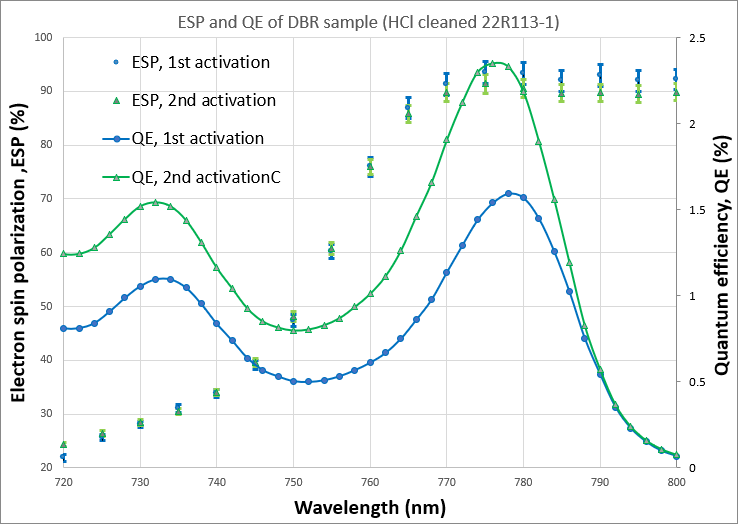 ESP and QE of DBR sample (HCl cleaned 22R113-1)
Electron spin polarization ,ESP (%)
100
90
80
70
60
50
40
30
20
ESP, 1st activation
ESP, 2nd activation
QE, 1st activation
QE, 2nd activationC
2.5
2
1.5
1
0.5
0
Quantum efficiency, QE (%)
720 730 740 750 760 770 780 790 800
Wavelength (nm)